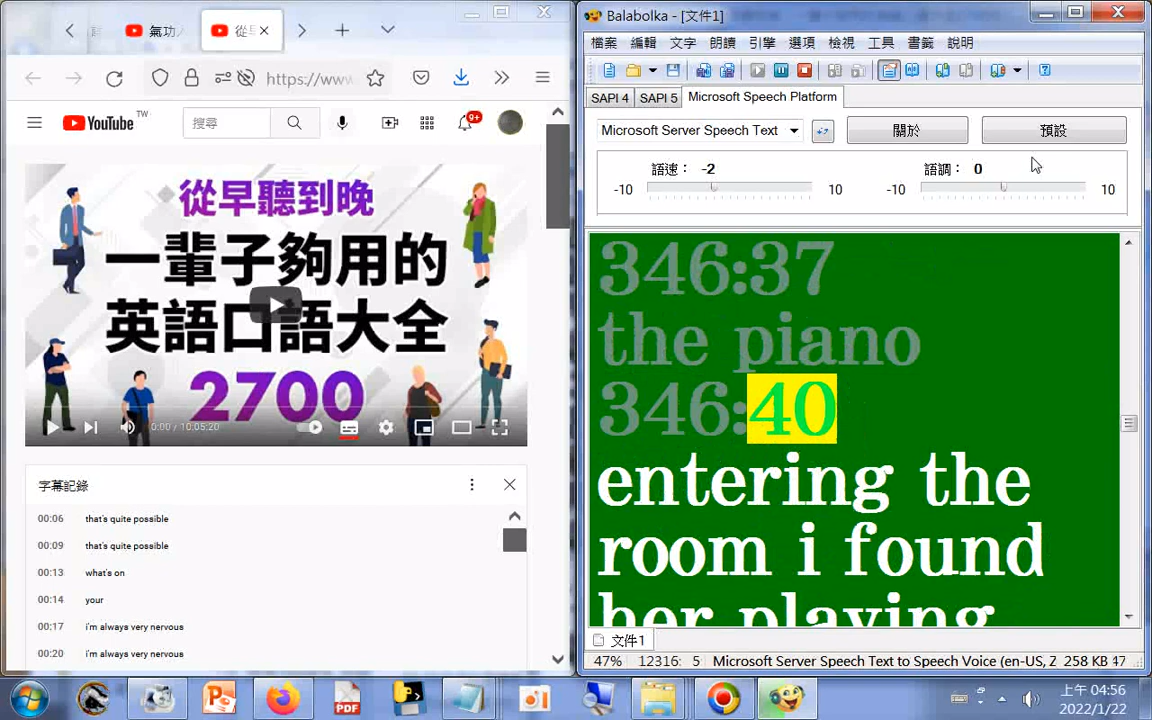 氣功
從早
https://www
YouTube TW
搜尋
9+
從早聽到晚
一輩子夠用的
英語口語大全
2700
0:00 / 10:05:20
字幕記錄
00:06 that's quite possible
00:09 that's quite possible
00:13 what's on
00:14 your
00:17 i'm always very nervous
00:20 i'm always very nervous
Balabolka - [文件1]
檔案 編輯 文字 朗讀 引擎 選項 檢視 工具 書籤 說明
SAPI 4 SAPI 5 Microsoft Speech Platform
Microsoft Server Speech Text 關於 預設
語速： -2 語調： 0
-10 10 -10 10
346:37
the piano
346:40
entering the
room i found
her playing
文件1
47% 12316: 5 Microsoft Server Speech Text to Speech Voice (en-US, Z 258 KB 47
PDF
上午 04:56
2022/1/22